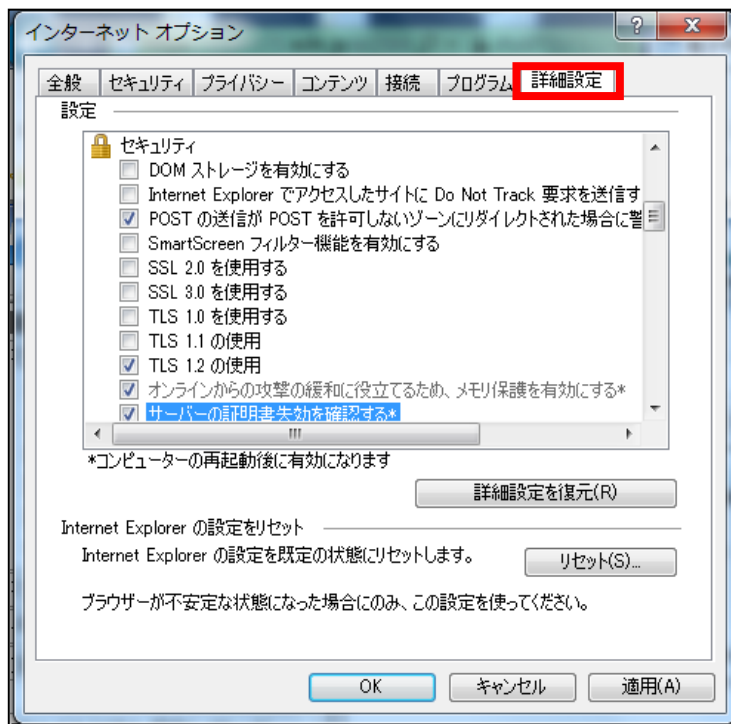 インターネット オプション
全般 セキュリティ プライバシー コンテンツ 接続 プログラム 詳細設定
設定
セキュリティ
DOM ストレージを有効にする
Internet Explorer でアクセスしたサイトに Do Not Track 要求を送信す
POST の送信が POST を許可しないゾーンにリダイレクトされた場合に警
SmartScreen フィルター機能を有効にする
SSL 2.0 を使用する
SSL 3.0 を使用する
TLS 1.0 を使用する
TLS 1.1 の使用
TLS 1.2 の使用
オンラインからの攻撃の緩和に役立てるため、メモリ保護を有効にする*
サーバーの証明書失効を確認する*
*コンピューターの再起動後に有効になります
詳細設定を復元(R)
Internet Explorer の設定をリセット
Internet Explorer の設定を既定の状態にリセットします。
リセット(S)...
ブラウザーが不安定な状態になった場合にのみ、この設定を使ってください。
OK キャンセル 適用(A)